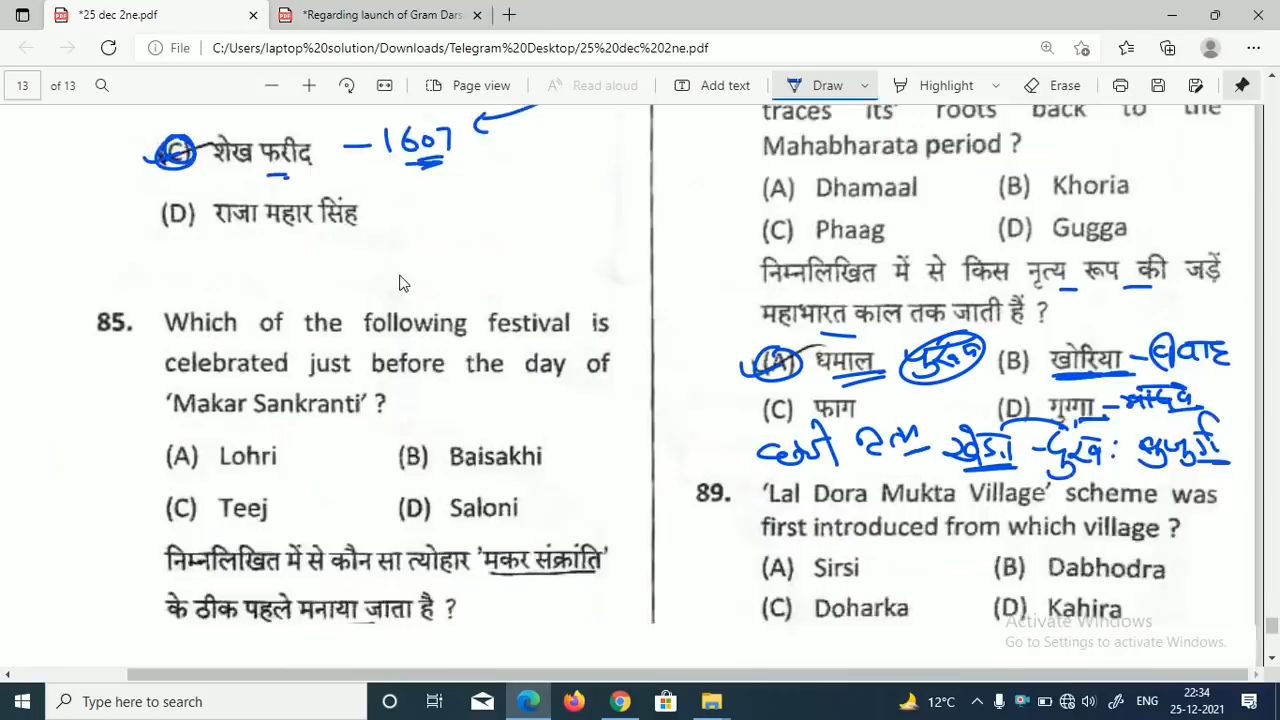 *25 dec 2ne.pdf
*Regarding launch of Gram Dars
File
C:/Users/laptop%20solution/Downloads/Telegram%20Desktop/25%20dec%202ne.pdf
13 of 13
Page view
Read aloud
Add text
Draw
Highlight
Erase
(C) शेख फरीद – 1607
(D) राजा महार सिंह
85. Which of the following festival is
celebrated just before the day of
'Makar Sankranti' ?
(A) Lohri (B) Baisakhi
(C) Teej (D) Saloni
निम्नलिखित में से कौन सा त्योहार 'मकर संक्रांति'
के ठीक पहले मनाया जाता है ?
traces its' roots back to the
Mahabharata period ?
(A) Dhamaal (B) Khoria
(C) Phaag (D) Gugga
निम्नलिखित में से किस नृत्य रूप की जड़ें
महाभारत काल तक जाती हैं ?
(A) धमाल (B) खोरिया –
(C) फाग (D) गुग्गा –
89. 'Lal Dora Mukta Village' scheme was
first introduced from which village ?
(A) Sirsi (B) Dabhodra
(C) Doharka (D) Kahira
Activate Windows
Go to Settings to activate Windows.
Type here to search
12°C
ENG
22:34
25-12-2021